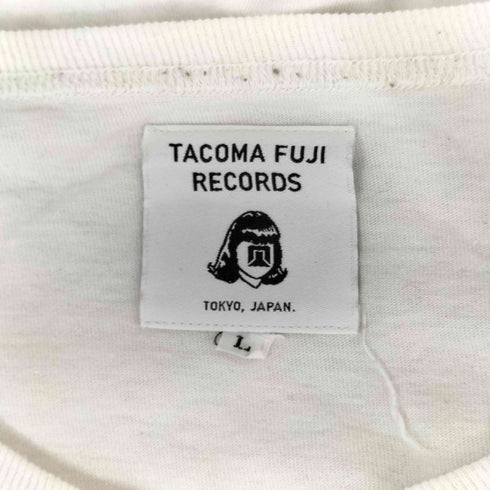 TACOMA FUJI
RECORDS
TOKYO, JAPAN.
L